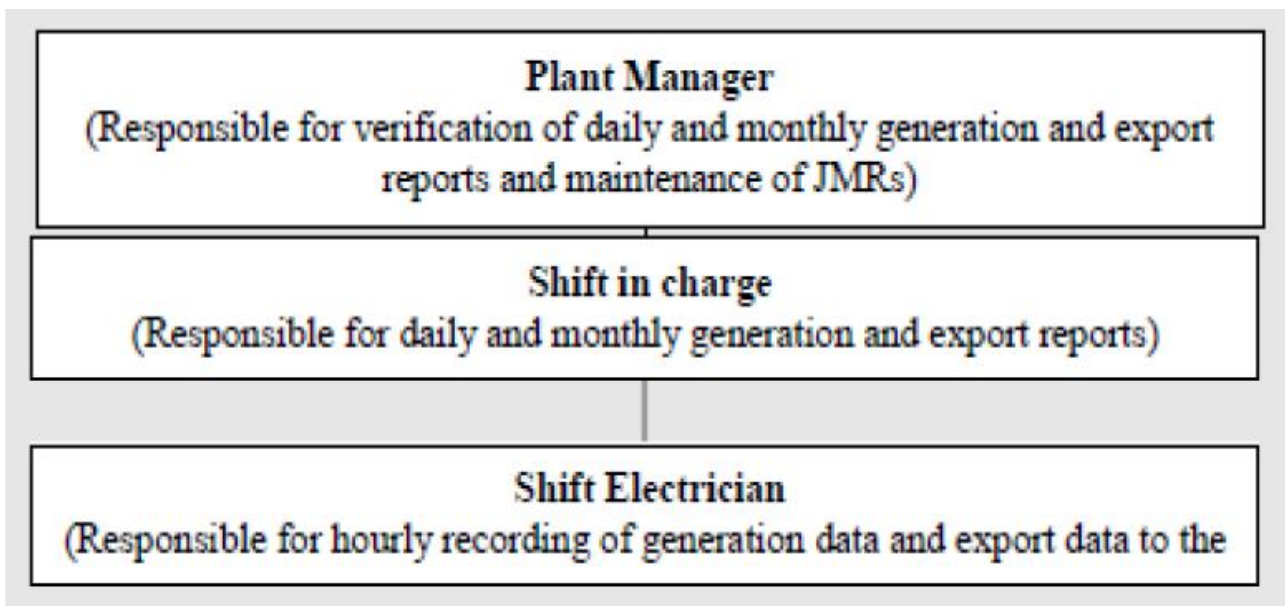 Plant Manager
(Responsible for verification of daily and monthly generation and export
reports and maintenance of JMRs)
Shift in charge
(Responsible for daily and monthly generation and export reports)
Shift Electrician
(Responsible for hourly recording of generation data and export data to the